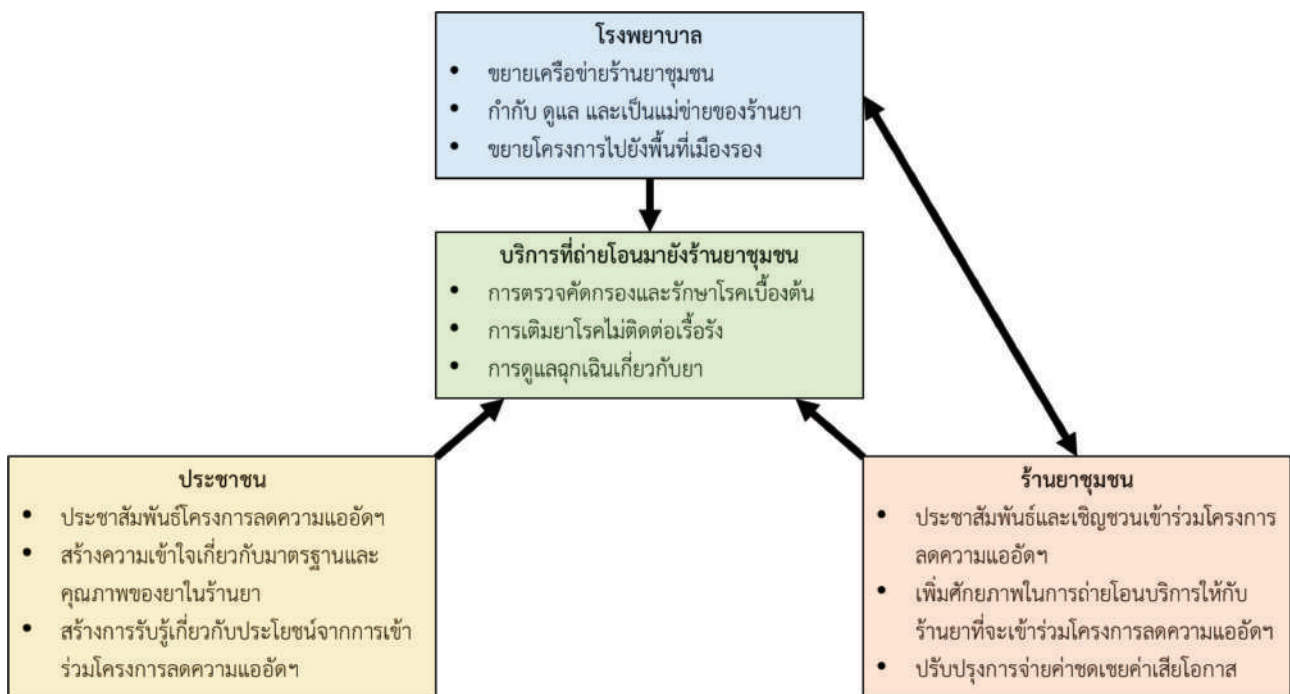 โรงพยาบาล
• ขยายเครือข่ายร้านยาชุมชน
• กำกับ ดูแล และเป็นแม่ข่ายของร้านยา
• ขยายโครงการไปยังพื้นที่เมืองรอง
บริการที่ถ่ายโอนมายังร้านยาชุมชน
• การตรวจคัดกรองและรักษาโรคเบื้องต้น
• การเติมยาโรคไม่ติดต่อเรื้อรัง
• การดูแลฉุกเฉินเกี่ยวกับยา
ประชาชน
• ประชาสัมพันธ์โครงการลดความแออัดฯ
• สร้างความเข้าใจเกี่ยวกับมาตรฐานและ
คุณภาพของยาในร้านยา
• สร้างการรับรู้เกี่ยวกับประโยชน์จากการเข้า
ร่วมโครงการลดความแออัดฯ
ร้านยาชุมชน
• ประชาสัมพันธ์และเชิญชวนเข้าร่วมโครงการ
ลดความแออัดฯ
• เพิ่มศักยภาพในการถ่ายโอนบริการให้กับ
ร้านยาที่จะเข้าร่วมโครงการลดความแออัดฯ
• ปรับปรุงการจ่ายค่าชดเชยค่าเสียโอกาส